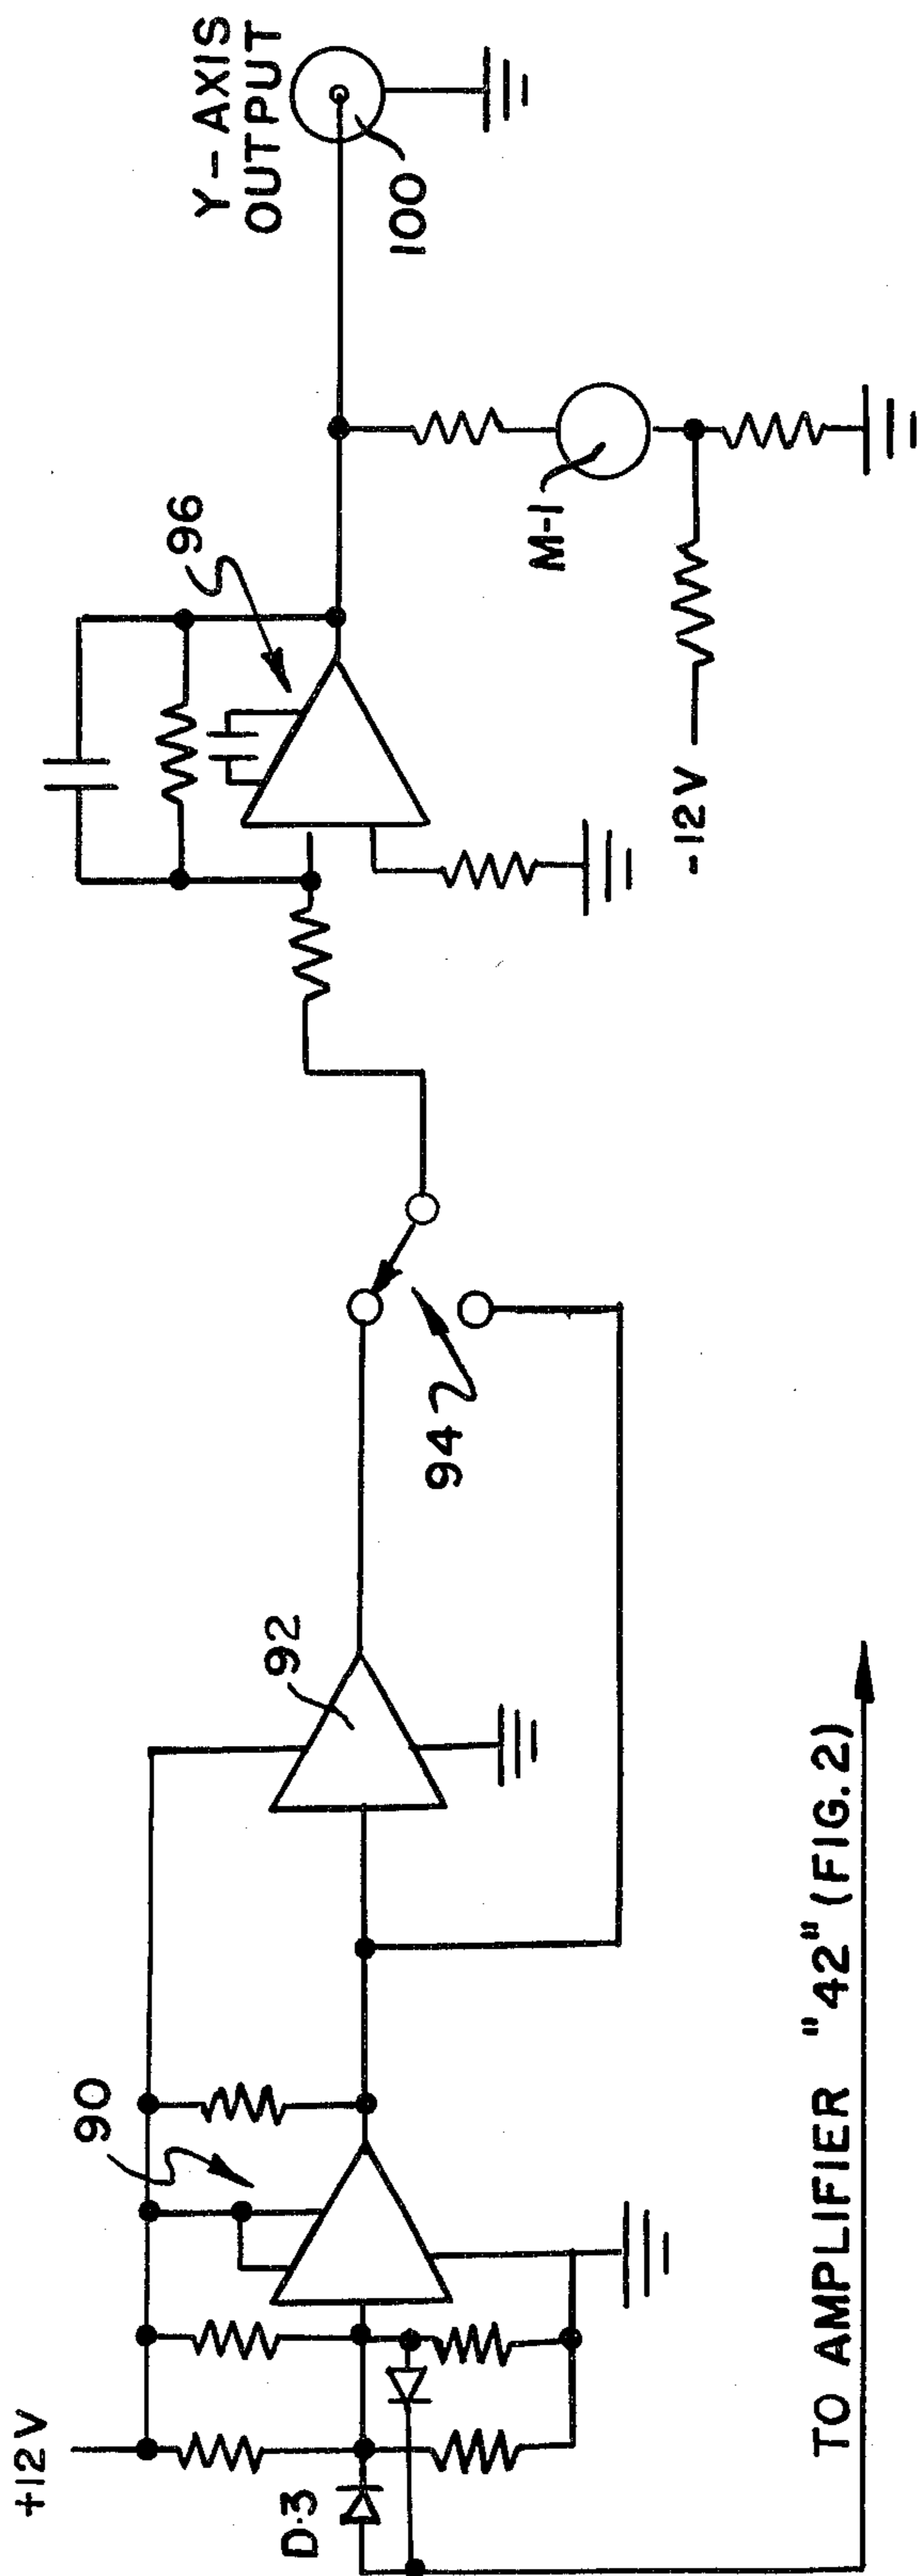 +12V
D-3
90
92
94
96
Y-AXIS
OUTPUT
100
M-1
-12V
TO AMPLIFIER "42" (FIG. 2)